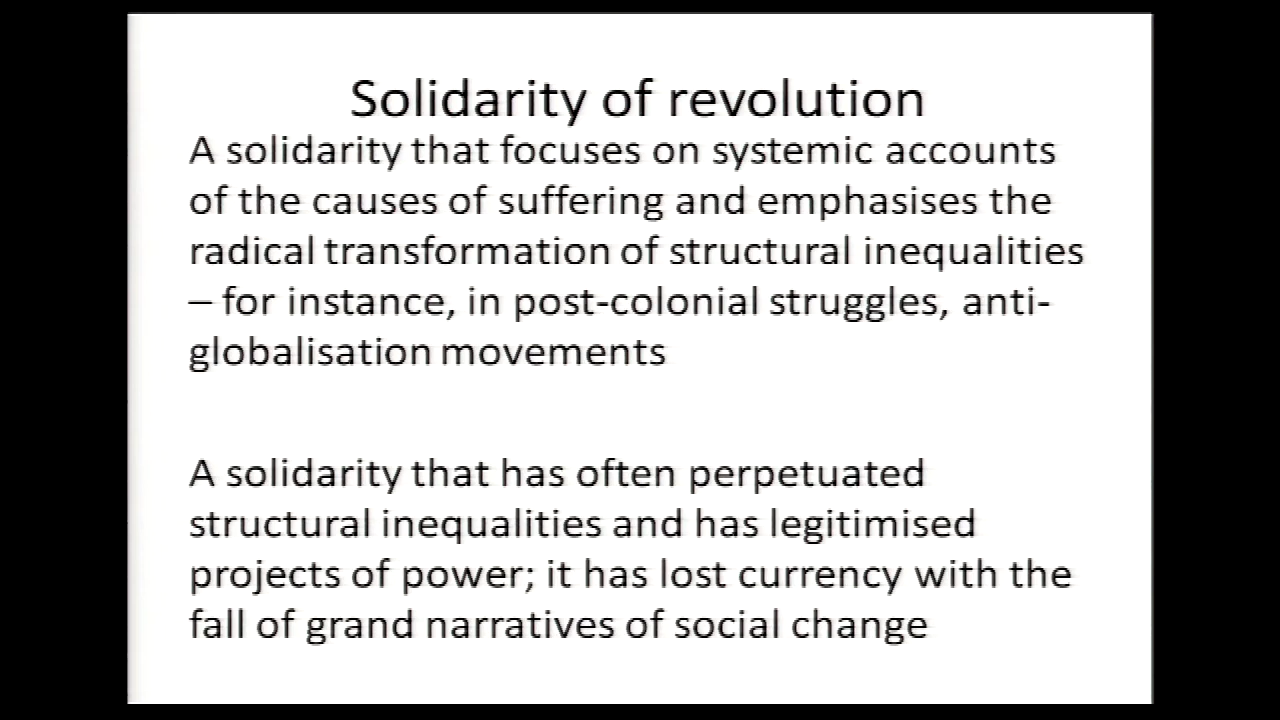 Solidarity of revolution
A solidarity that focuses on systemic accounts
of the causes of suffering and emphasises the
radical transformation of structural inequalities
– for instance, in post-colonial struggles, anti-
globalisation movements
A solidarity that has often perpetuated
structural inequalities and has legitimised
projects of power; it has lost currency with the
fall of grand narratives of social change